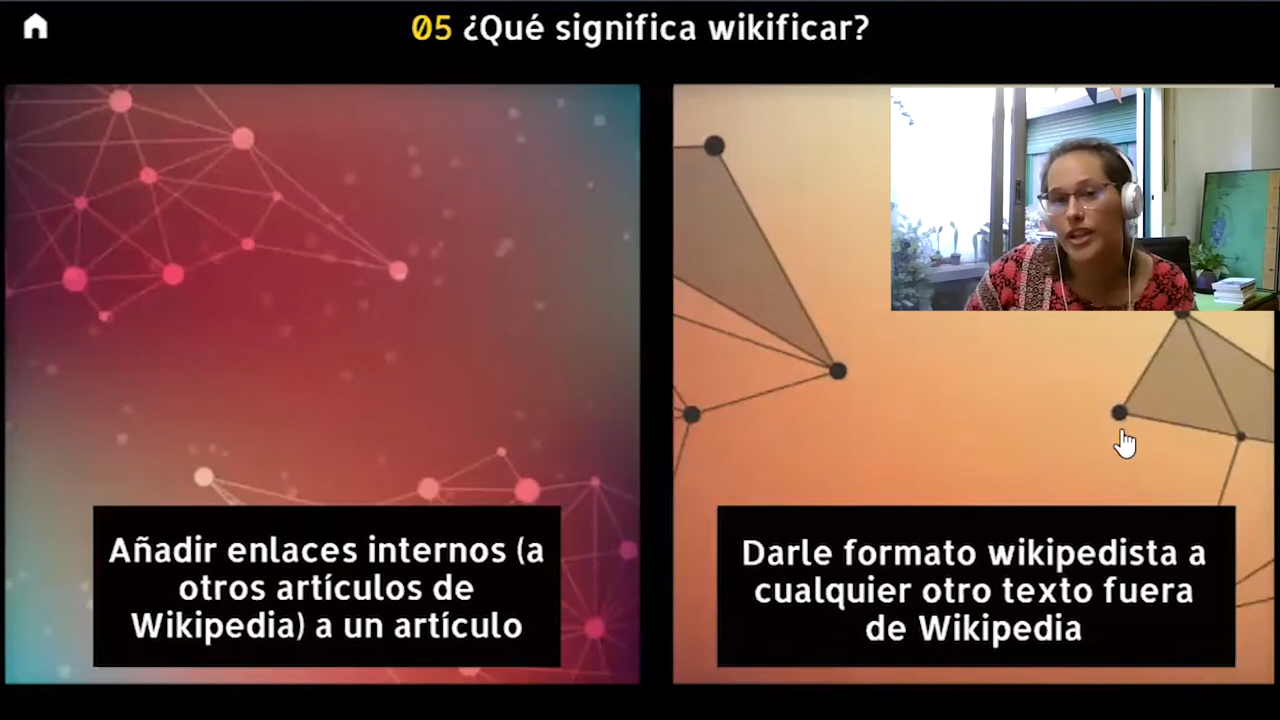 05 ¿Qué significa wikificar?
Añadir enlaces internos (a
otros artículos de
Wikipedia) a un artículo
Darle formato wikipedista a
cualquier otro texto fuera
de Wikipedia